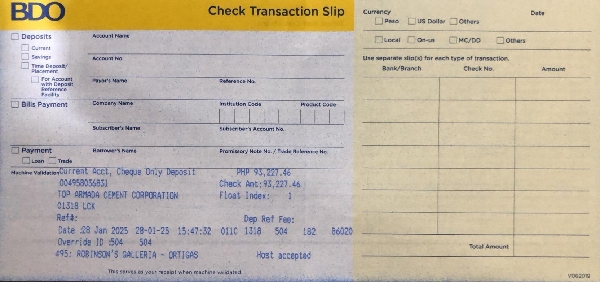 BDO
Check Transaction Slip
Currency
Date
Peso US Dollar Others
Local On-us MC/DO Others
Deposits
Current
Savings
Time Deposit/
Placement
For Account
with Deposit
Reference
Facility
Account Name
Account No.
Payor's Name Reference No.
Bills Payment
Company Name Institution Code Product Code
Subscriber's Name Subscriber's Account No.
Payment
Loan Trade
Borrower's Name Promissory Note No. / Trade Reference No.
Use separate slip(s) for each type of transaction.
Bank/Branch Check No. Amount
Total Amount
Machine Validation
Current Acct, Cheque Only Deposit PHP 93,227.46
004958036831 Check Amt:93,227.46
TOP ARMADA CEMENT CORPORATION Float Index: 1
01318 LCK
Ref#: Dep Ref Fee:
Date :28 Jan 2025 28-01-25 15:47:32 011C 1318 504 182 86020
Override ID :504 504
495: ROBINSON'S GALLERIA - ORTIGAS Host accepted
This serves as your receipt when machine validated.
V062019